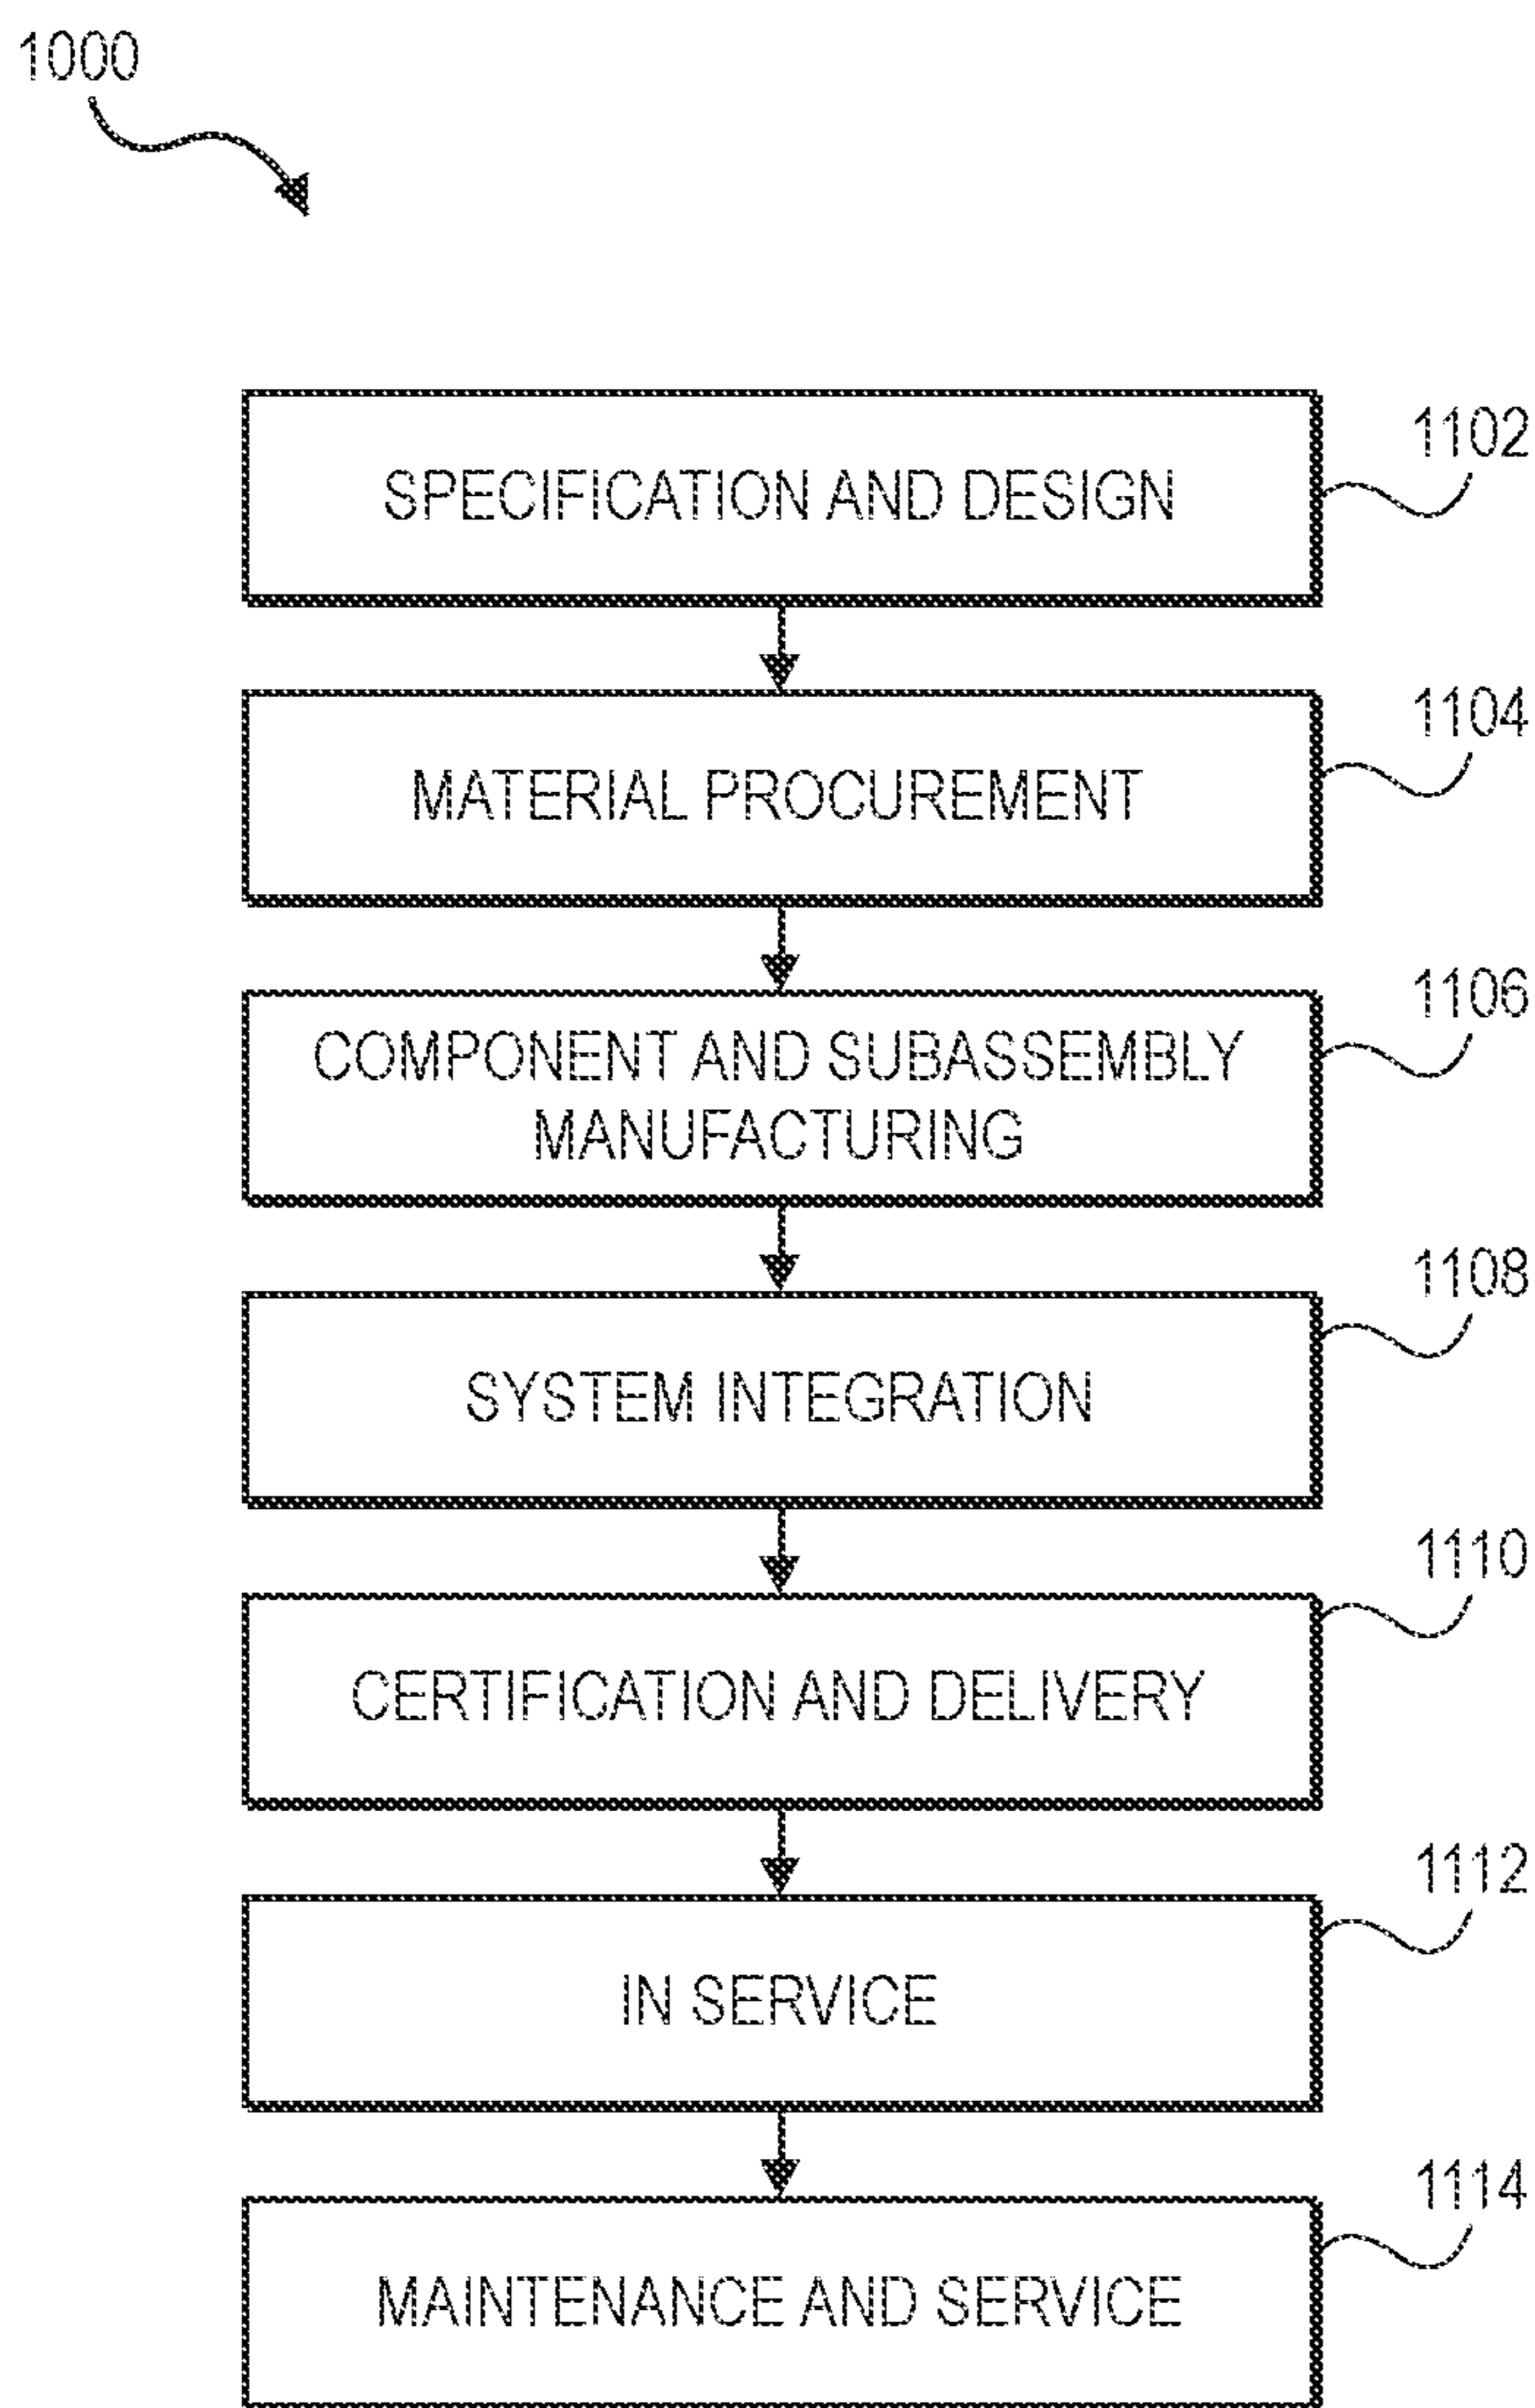 1000
SPECIFICATION AND DESIGN
1102
MATERIAL PROCUREMENT
1104
COMPONENT AND SUBASSEMBLY
MANUFACTURING
1106
SYSTEM INTEGRATION
1108
CERTIFICATION AND DELIVERY
1110
IN SERVICE
1112
MAINTENANCE AND SERVICE
1114